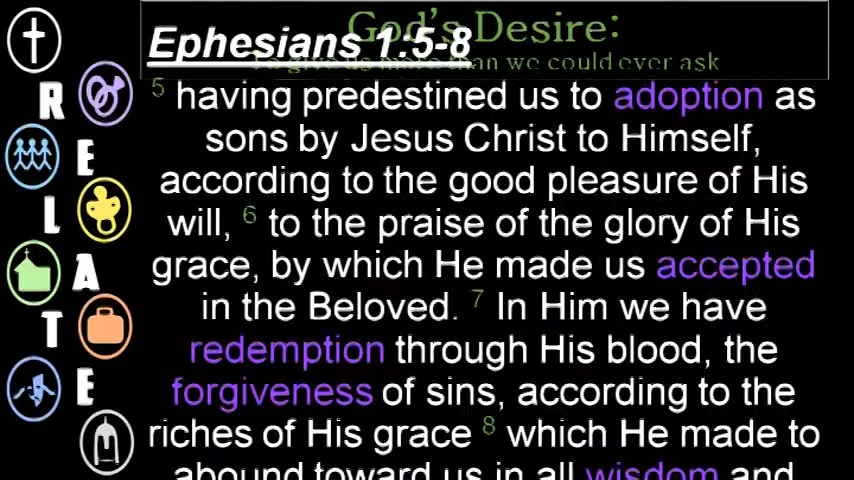 God's Desire:
Ephesians 1:5-8
To give us more than we could ever ask
5 having predestined us to adoption as
sons by Jesus Christ to Himself,
according to the good pleasure of His
will, 6 to the praise of the glory of His
grace, by which He made us accepted
in the Beloved. 7 In Him we have
redemption through His blood, the
forgiveness of sins, according to the
riches of His grace 8 which He made to
abound toward us in all wisdom and
R
E
L
A
T
E